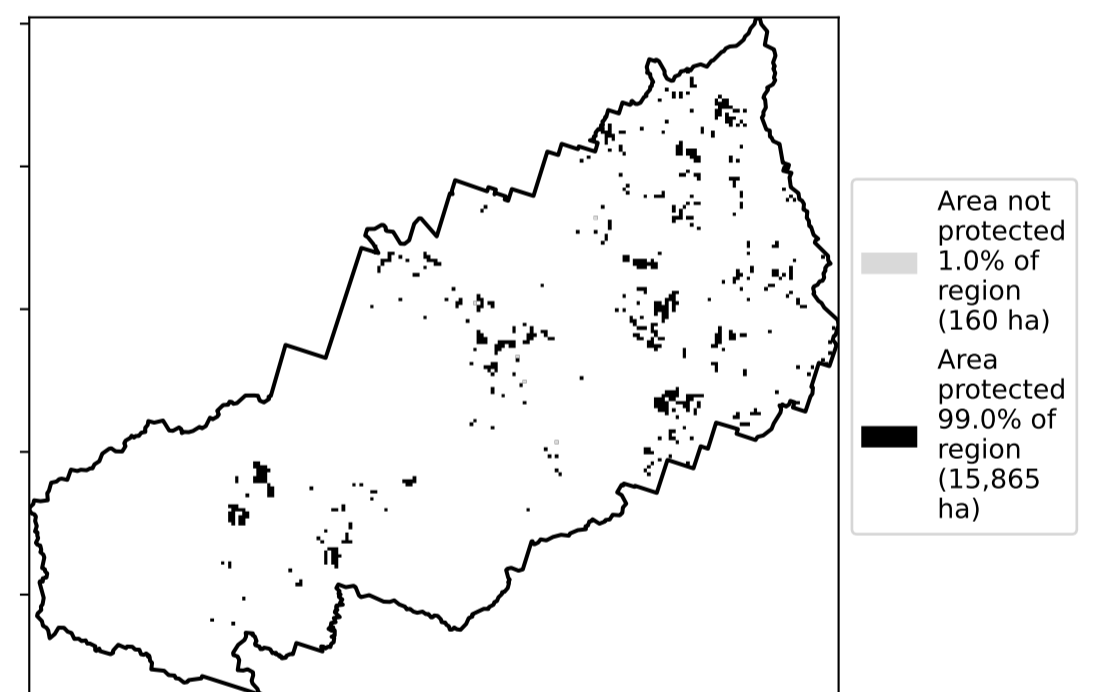 Area not
protected
1.0% of
region
(160 ha)
Area
protected
99.0% of
region
(15,865
ha)